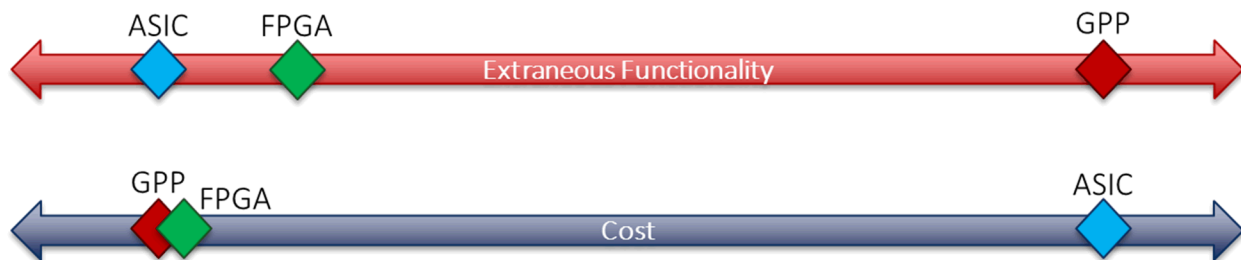 ASIC FPGA GPP
Extraneous Functionality
GPP FPGA ASIC
Cost